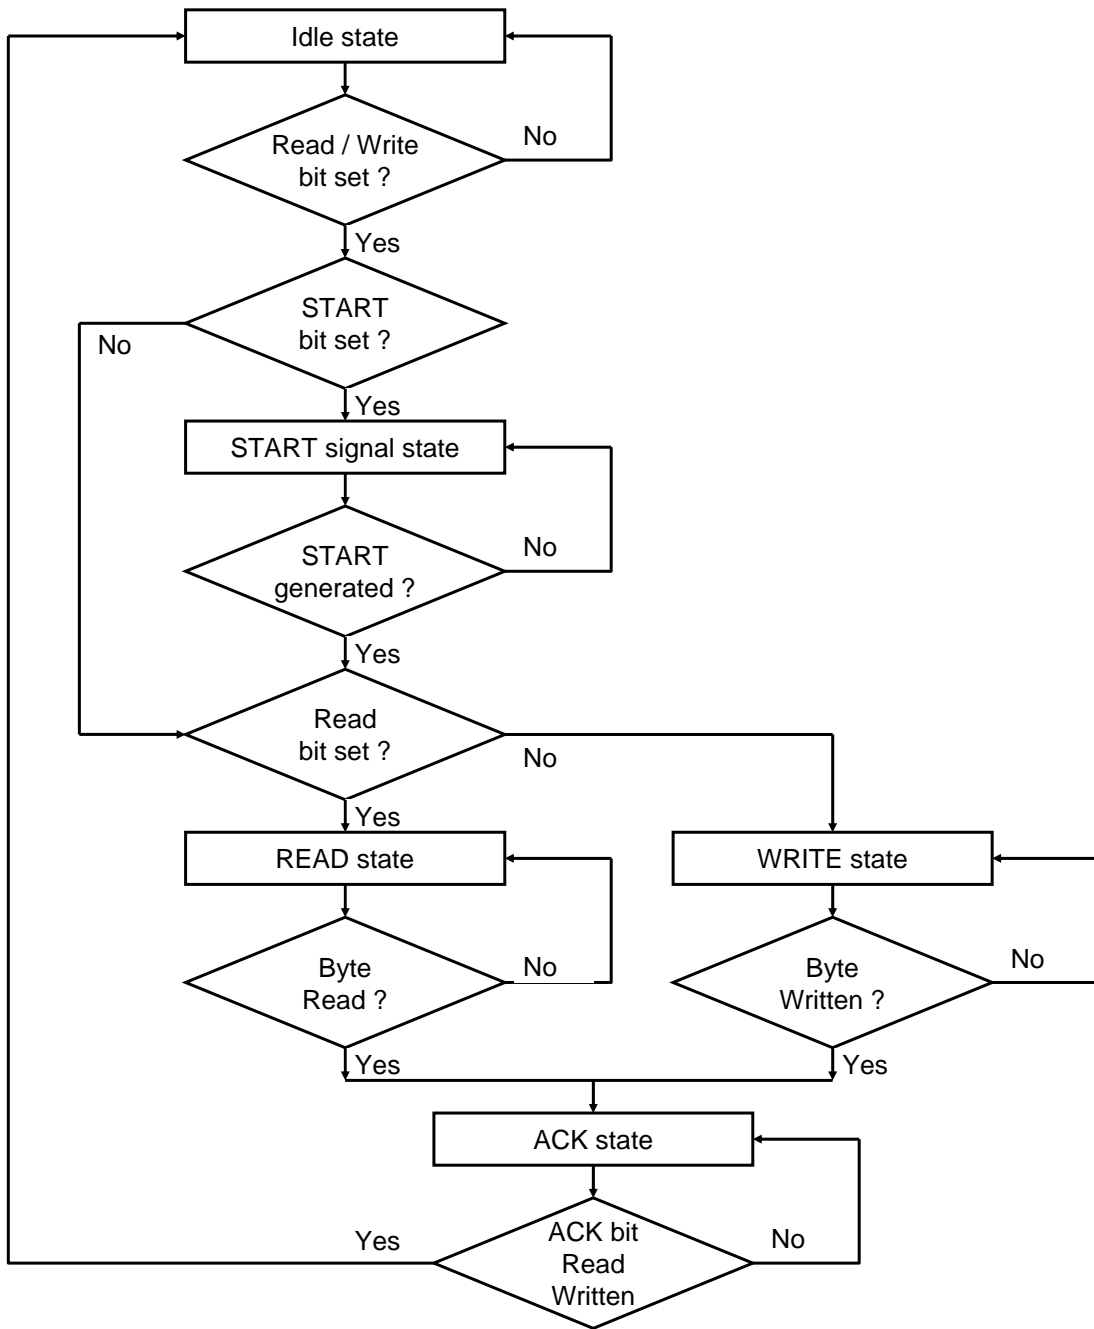 Idle state
Read / Write
bit set ?
No
Yes
START
bit set ?
No
Yes
START signal state
START
generated ?
No
Yes
Read
bit set ?
No
Yes
READ state
WRITE state
Byte
Read ?
No
Byte
Written ?
No
Yes
Yes
ACK state
ACK bit
Read
Written
Yes
No